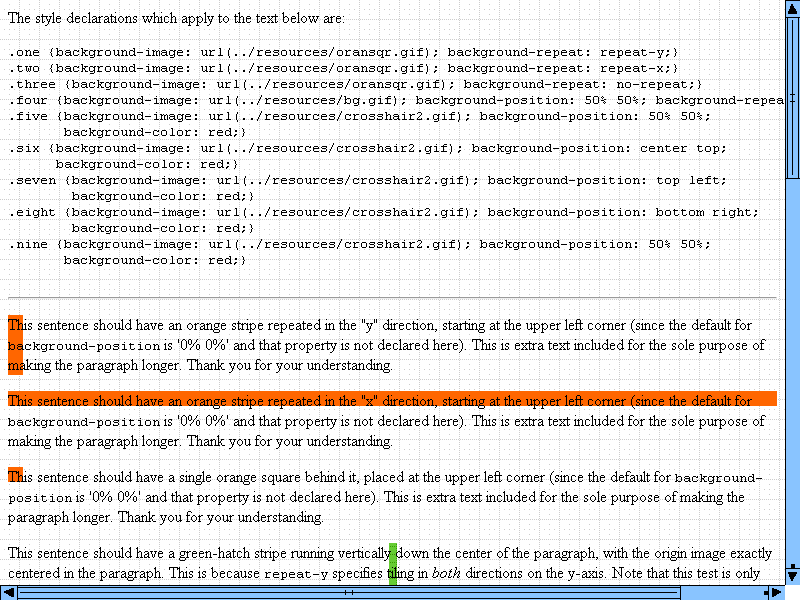 The style declarations which apply to the text below are:
.one {background-image: url(../resources/oransqr.gif); background-repeat: repeat-y;}
.two {background-image: url(../resources/oransqr.gif); background-repeat: repeat-x;}
.three {background-image: url(../resources/oransqr.gif); background-repeat: no-repeat;}
.four {background-image: url(../resources/bg.gif); background-position: 50% 50%; background-repea
.five {background-image: url(../resources/crosshair2.gif); background-position: 50% 50%;
background-color: red;}
.six {background-image: url(../resources/crosshair2.gif); background-position: center top;
background-color: red;}
.seven {background-image: url(../resources/crosshair2.gif); background-position: top left;
background-color: red;}
.eight {background-image: url(../resources/crosshair2.gif); background-position: bottom right;
background-color: red;}
.nine {background-image: url(../resources/crosshair2.gif); background-position: 50% 50%;
background-color: red;}
This sentence should have an orange stripe repeated in the "y" direction, starting at the upper left corner (since the default for
background-position is '0% 0%' and that property is not declared here). This is extra text included for the sole purpose of
making the paragraph longer. Thank you for your understanding.
This sentence should have an orange stripe repeated in the "x" direction, starting at the upper left corner (since the default for
background-position is '0% 0%' and that property is not declared here). This is extra text included for the sole purpose of
making the paragraph longer. Thank you for your understanding.
This sentence should have a single orange square behind it, placed at the upper left corner (since the default for background-
position is '0% 0%' and that property is not declared here). This is extra text included for the sole purpose of making the
paragraph longer. Thank you for your understanding.
This sentence should have a green-hatch stripe running vertically down the center of the paragraph, with the origin image exactly
centered in the paragraph. This is because repeat-y specifies tiling in both directions on the y-axis. Note that this test is only